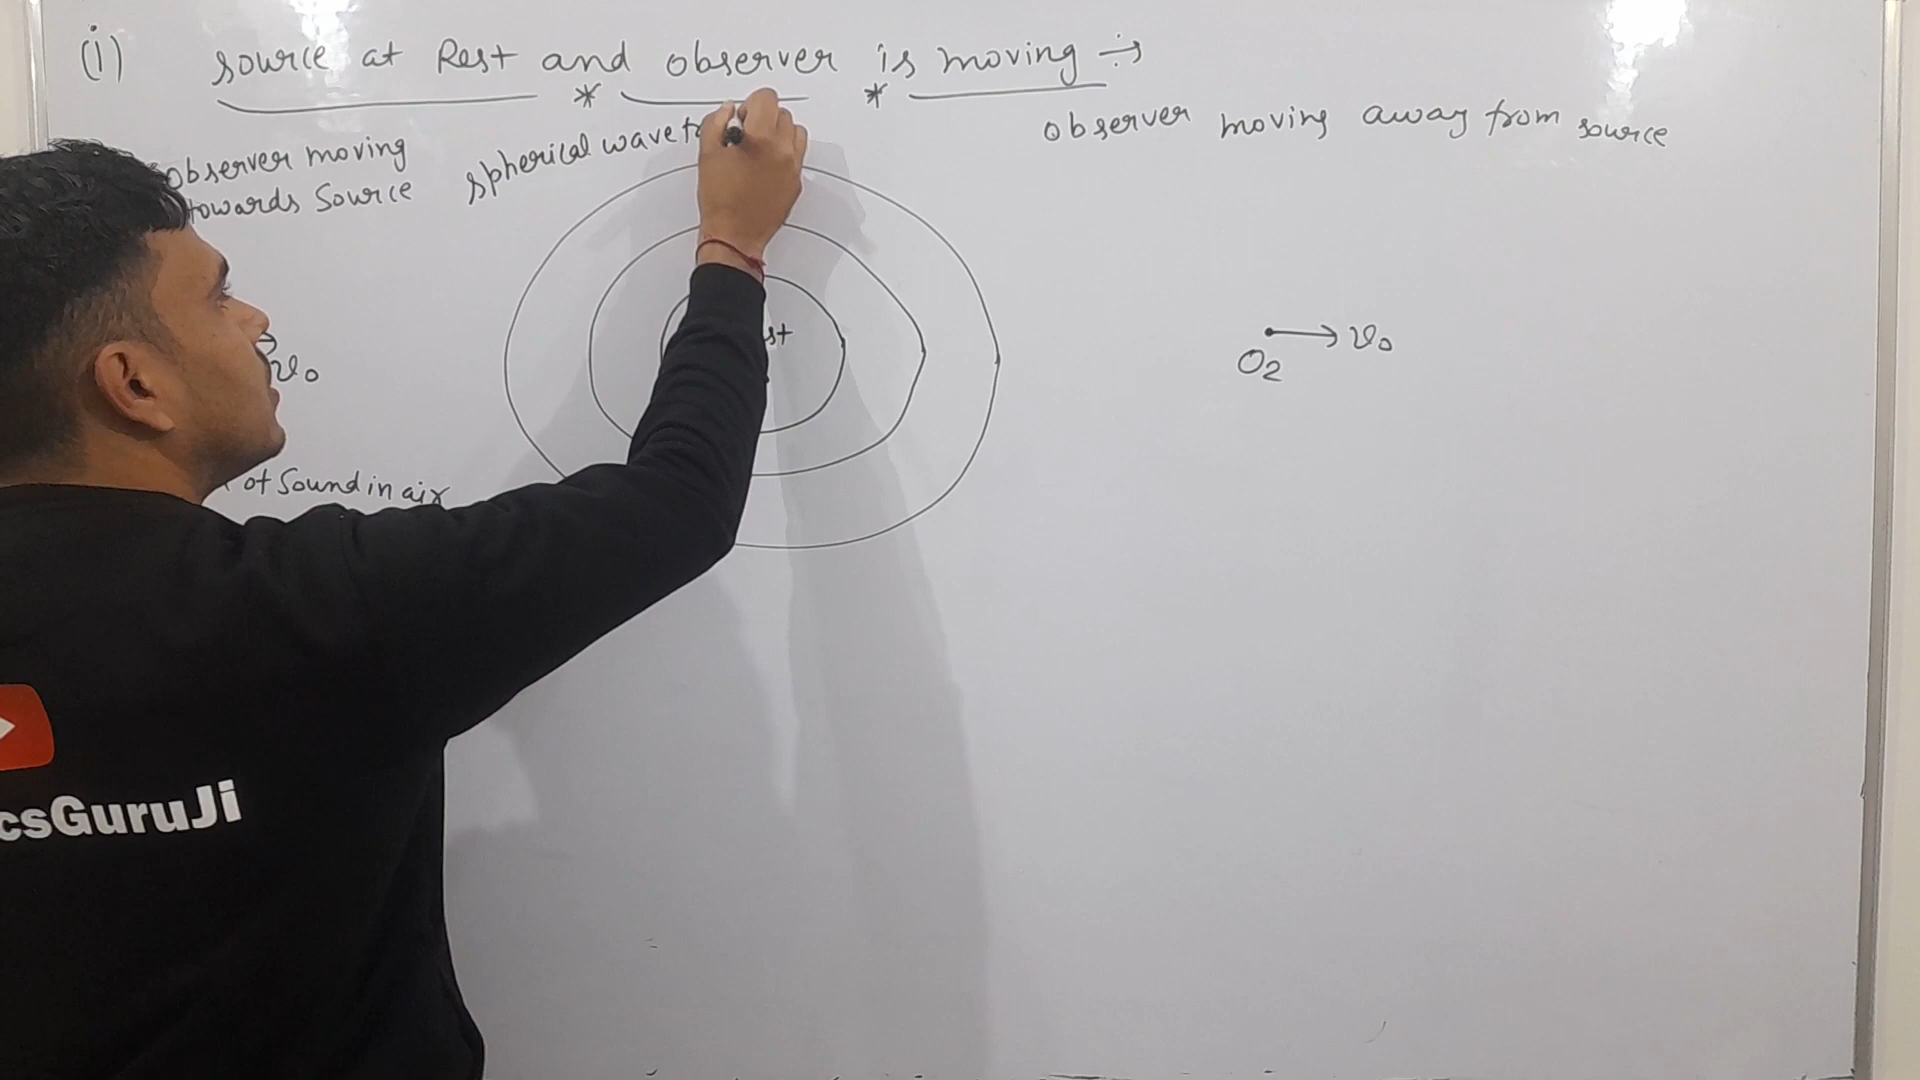 (i) source at Rest and observer is moving ÷→
* *
observer moving
towards Source
spherical wave
observer moving away from source
st
v₀
O₂ → v₀
of Sound in air
csGuruJi